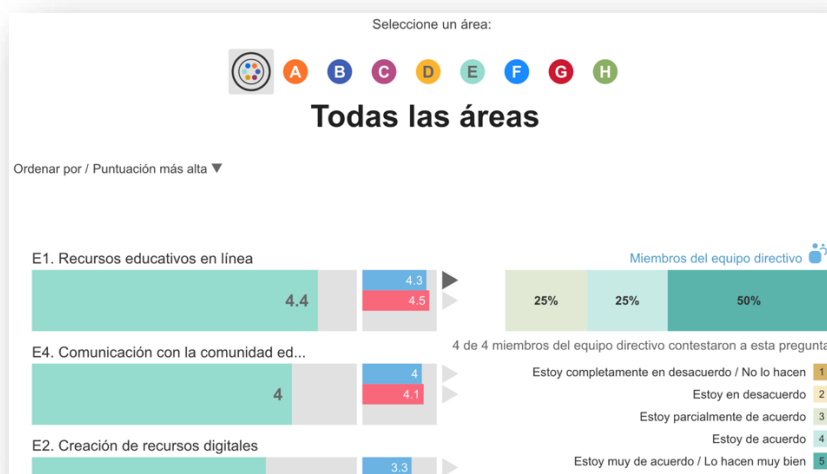 Seleccione un área:
A B C D E F G H
Todas las áreas
Ordenar por / Puntuación más alta ▼
E1. Recursos educativos en línea
4.4
4.3
4.5
E4. Comunicación con la comunidad ed...
4
4
4.1
E2. Creación de recursos digitales
3.3
Miembros del equipo directivo
25% 25% 50%
4 de 4 miembros del equipo directivo contestaron a esta pregunta
Estoy completamente en desacuerdo / No lo hacen 1
Estoy en desacuerdo 2
Estoy parcialmente de acuerdo 3
Estoy de acuerdo 4
Estoy muy de acuerdo / Lo hacen muy bien 5